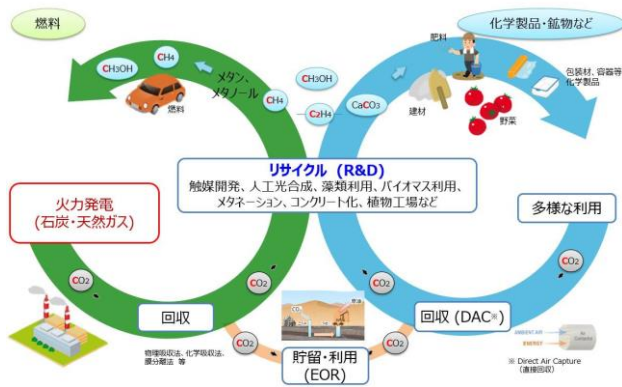 燃料
化学製品・鉱物など
CH3OH
CH4
燃料
メタン、
メタノール
CH4
CH3OH
C2H4
CaCO3
肥料
建材
野菜
包装材、容器等
化学製品
リサイクル (R&D)
触媒開発、人工光合成、藻類利用、バイオマス利用、
メタネーション、コンクリート化、植物工場など
火力発電
(石炭・天然ガス)
多様な利用
CO2
CO2
CO2
CO2
回収
物理吸収法、化学吸収法、
膜分離法 等
CO2
CO2
貯留・利用
(EOR)
回収 (DAC※)
AMBIENT AIR
ENERGY
Air
※ Direct Air Capture
(直接回収)